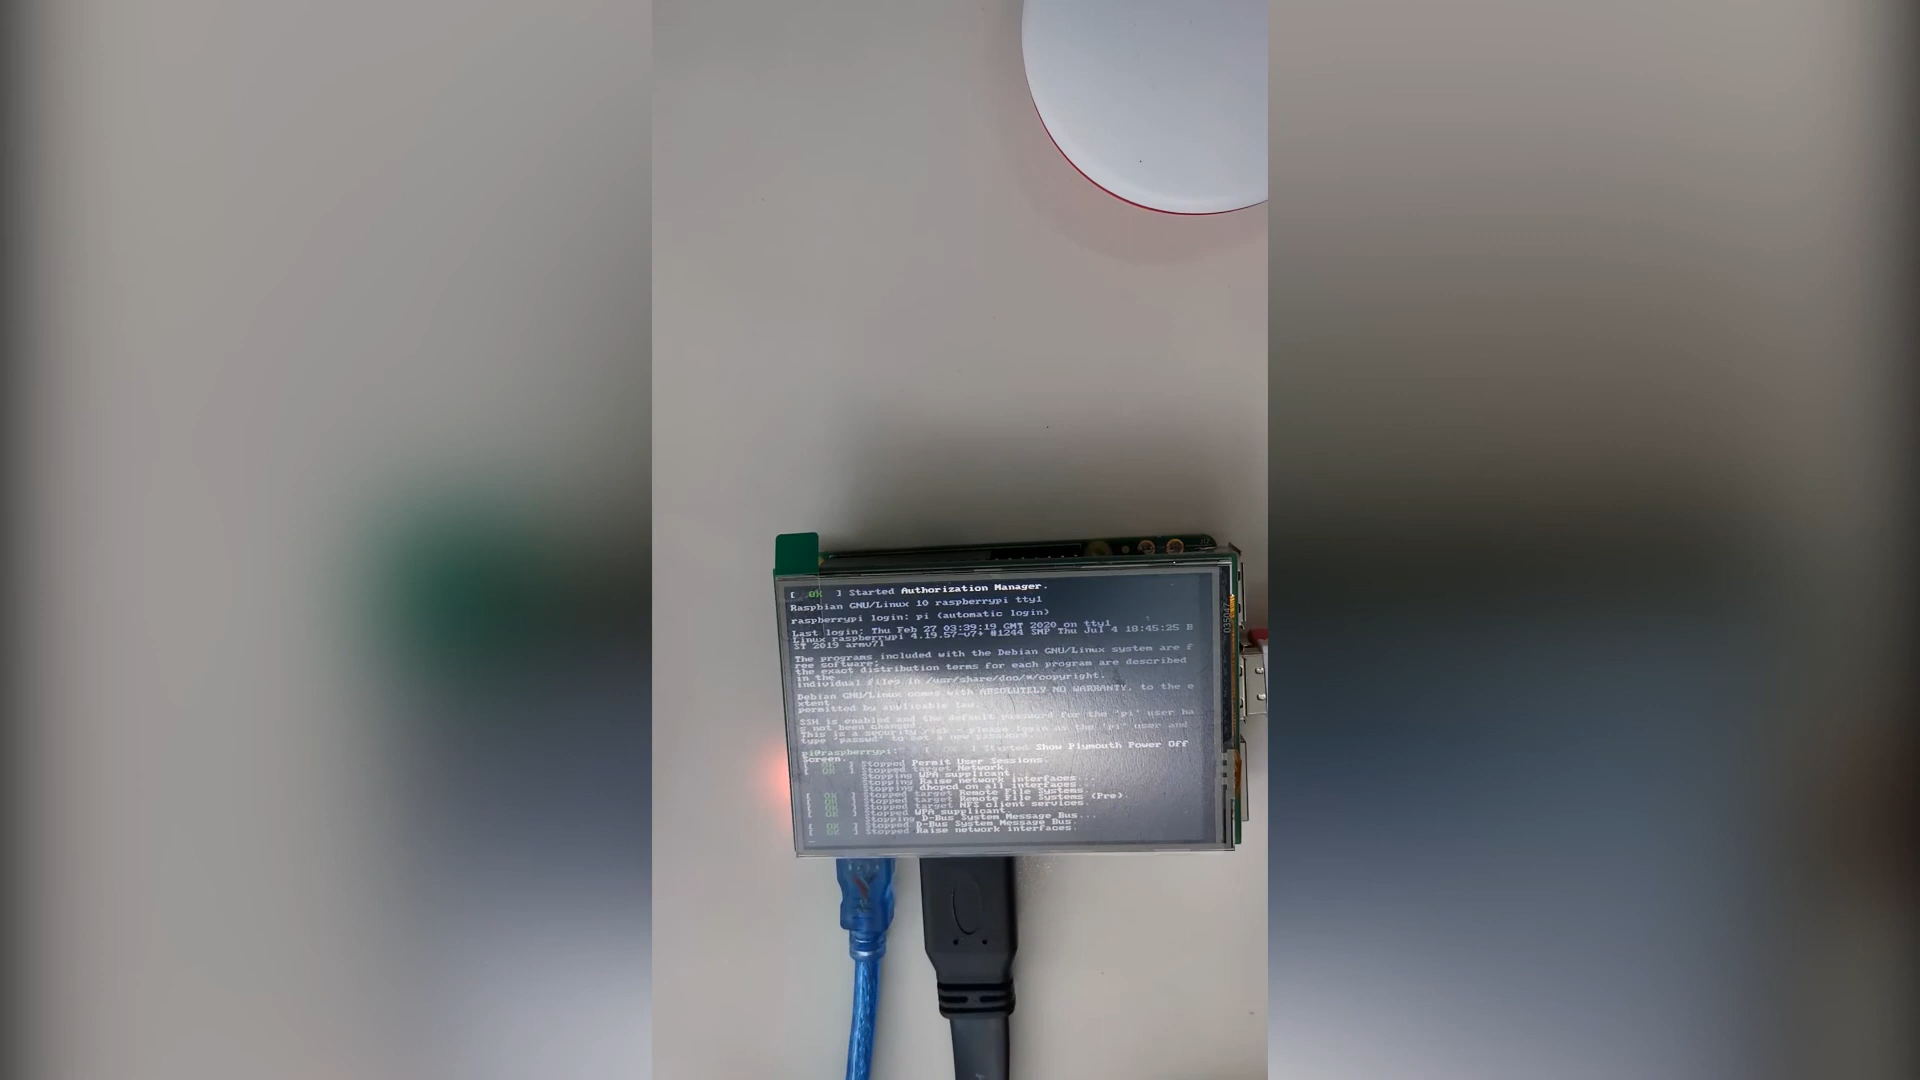 [ OK ] Started Authorization Manager.
Raspbian GNU/Linux 10 raspberrypi tty1
raspberrypi login: pi (automatic login)
Last login: Thu Feb 27 03:39:19 GMT 2020 on tty1
Linux raspberrypi 4.19.57-v7+ #1244 SMP Thu Jul 4 18:45:25 B
ST 2019 armv7l
The programs included with the Debian GNU/Linux system are f
ree software;
the exact distribution terms for each program are described
in the
individual files in /usr/share/doc/*/copyright.
Debian GNU/Linux comes with ABSOLUTELY NO WARRANTY, to the e
xtent
permitted by applicable law.
SSH is enabled and the default password for the 'pi' user ha
s not been changed.
This is a security risk - please login as the 'pi' user and
type 'passwd' to set a new password.
pi@raspberrypi: [ OK ] Started Show Plymouth Power Off
Screen.
[ OK ] Stopped Permit User Sessions.
[ OK ] Stopped target Network.
Stopping WPA supplicant...
Stopping Raise network interfaces...
Stopping dhcpcd on all interfaces...
[ OK ] Stopped target Remote File Systems.
[ OK ] Stopped target Remote File Systems (Pre).
[ OK ] Stopped target NFS client services.
[ OK ] Stopped WPA supplicant.
Stopping D-Bus System Message Bus...
[ OK ] Stopped D-Bus System Message Bus.
[ OK ] Stopped Raise network interfaces.
035047